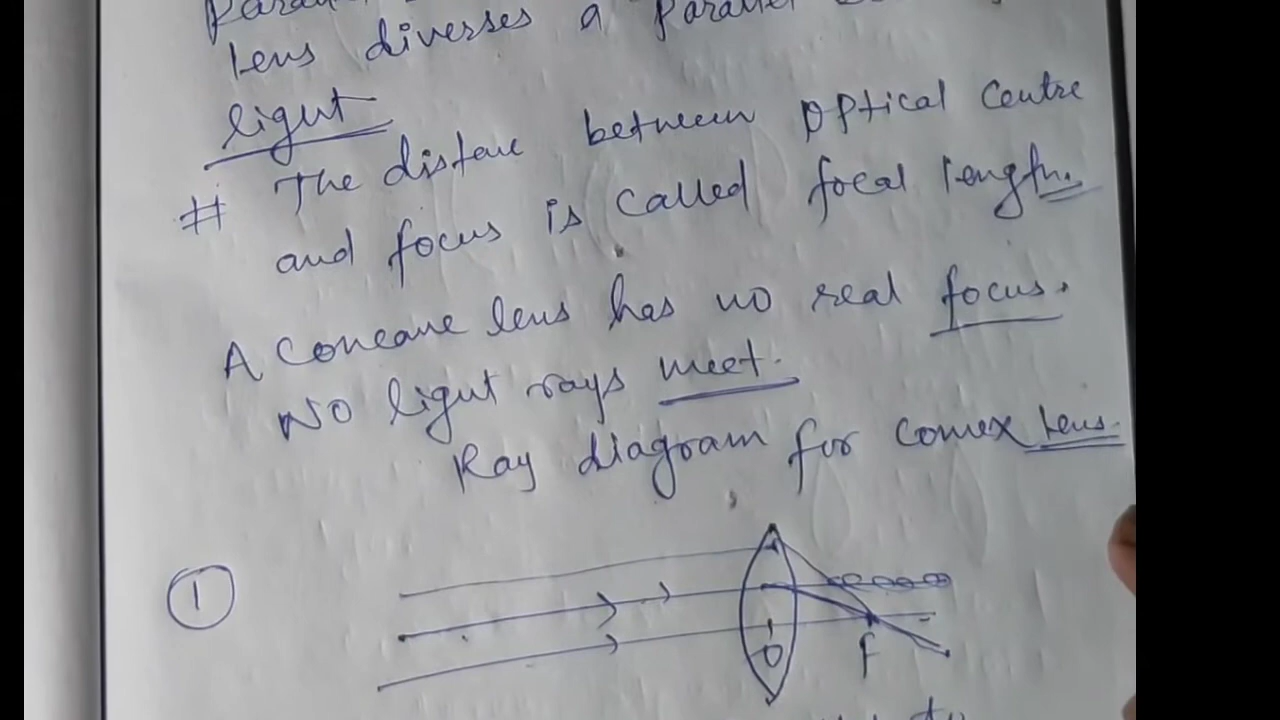 lens diverses a parallel
light
# The distanc between optical centre
and focus is called focal length.
A concave lens has no real focus.
No light rays meet.
Ray diagram for convex lens.
1
O
F